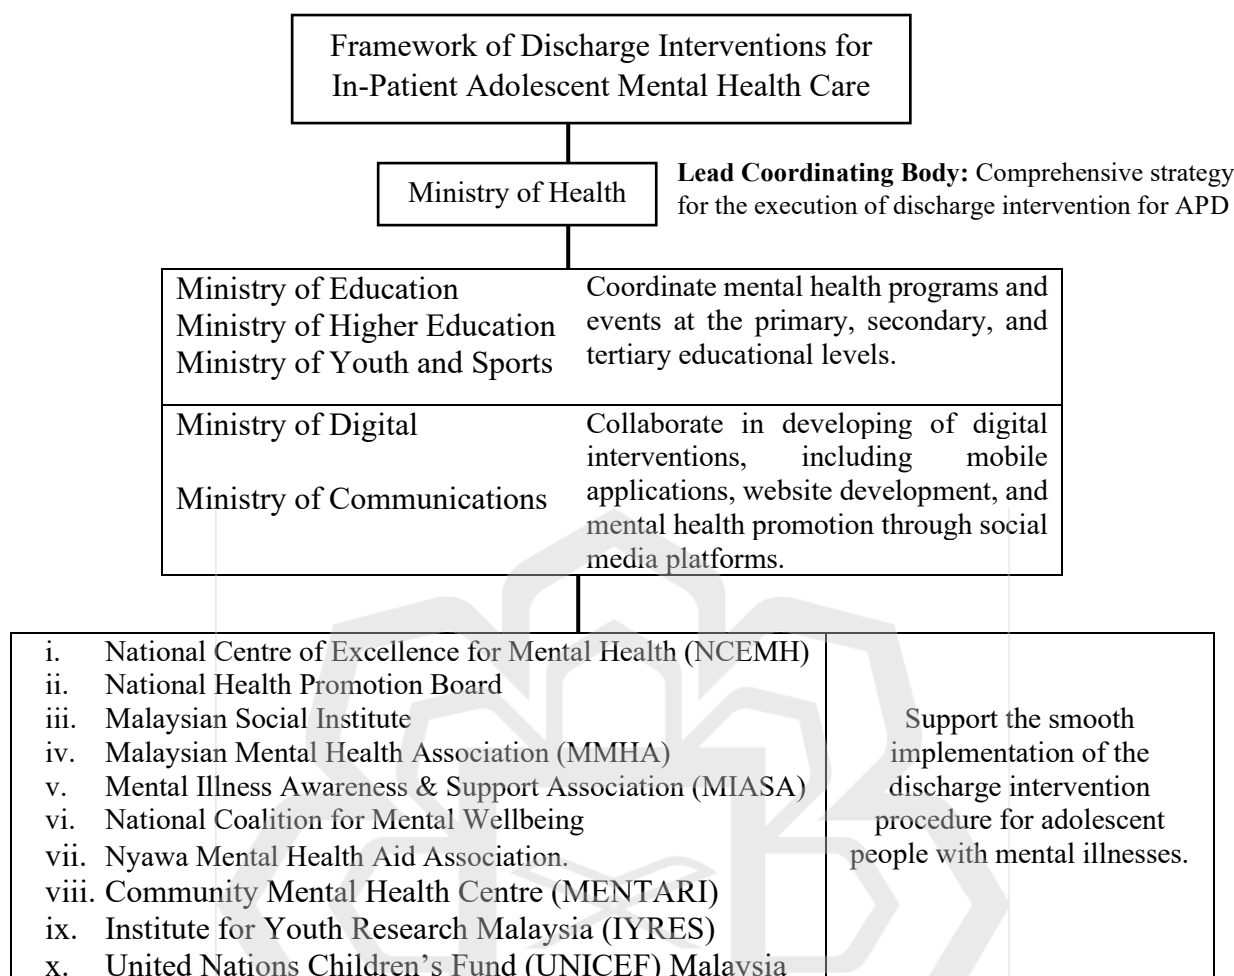 Framework of Discharge Interventions for
In-Patient Adolescent Mental Health Care
Ministry of Health
Lead Coordinating Body: Comprehensive strategy
for the execution of discharge intervention for APD
Ministry of Education
Ministry of Higher Education
Ministry of Youth and Sports
Coordinate mental health programs and
events at the primary, secondary, and
tertiary educational levels.
Ministry of Digital
Ministry of Communications
Collaborate in developing of digital
interventions, including mobile
applications, website development, and
mental health promotion through social
media platforms.
i. National Centre of Excellence for Mental Health (NCEMH)
ii. National Health Promotion Board
iii. Malaysian Social Institute
iv. Malaysian Mental Health Association (MMHA)
v. Mental Illness Awareness & Support Association (MIASA)
vi. National Coalition for Mental Wellbeing
vii. Nyawa Mental Health Aid Association.
viii. Community Mental Health Centre (MENTARI)
ix. Institute for Youth Research Malaysia (IYRES)
x. United Nations Children's Fund (UNICEF) Malaysia
Support the smooth
implementation of the
discharge intervention
procedure for adolescent
people with mental illnesses.